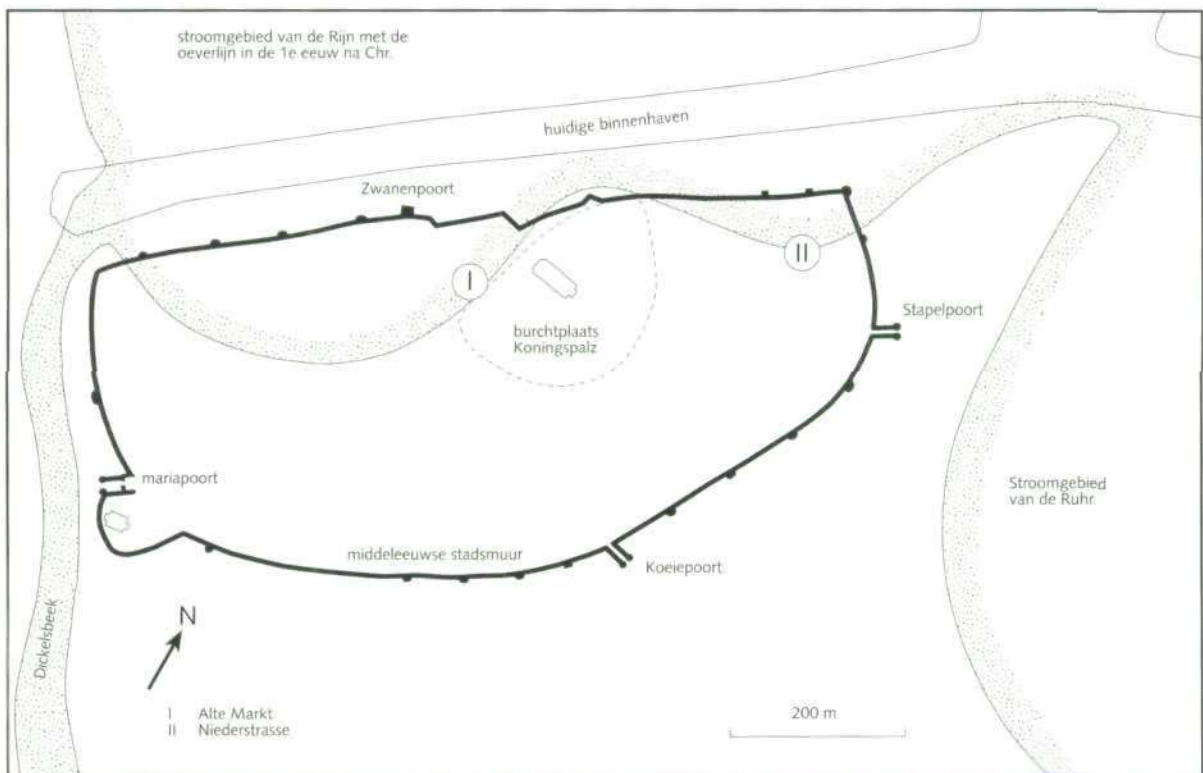 stroomgebied van de Rijn met de
oeverlijn in de 1e eeuw na Chr.
huidige binnenhaven
Zwanenpoort
I
II
Stapelpoort
burchtplaats
Koningspalz
mariapoort
Stroomgebied
van de Ruhr
middeleeuwse stadsmuur
Koeiepoort
Dickelsbeek
N
I Alte Markt
II Niederstrasse
200 m